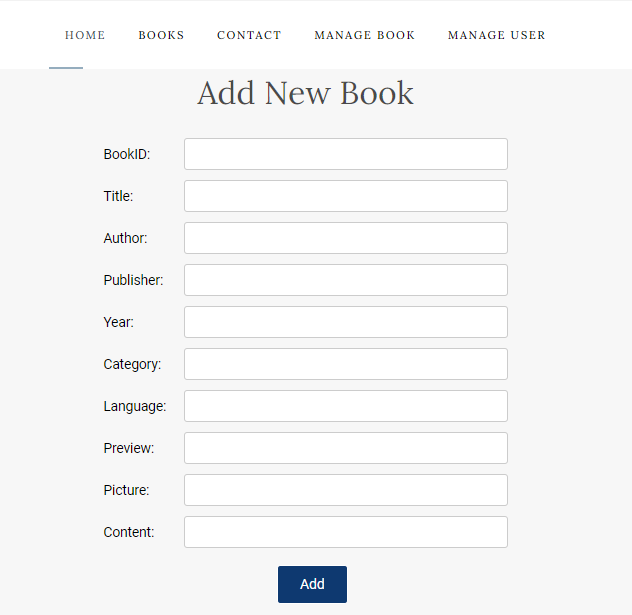 HOME BOOKS CONTACT MANAGE BOOK MANAGE USER
Add New Book
BookID:
Title:
Author:
Publisher:
Year:
Category:
Language:
Preview:
Picture:
Content:
Add